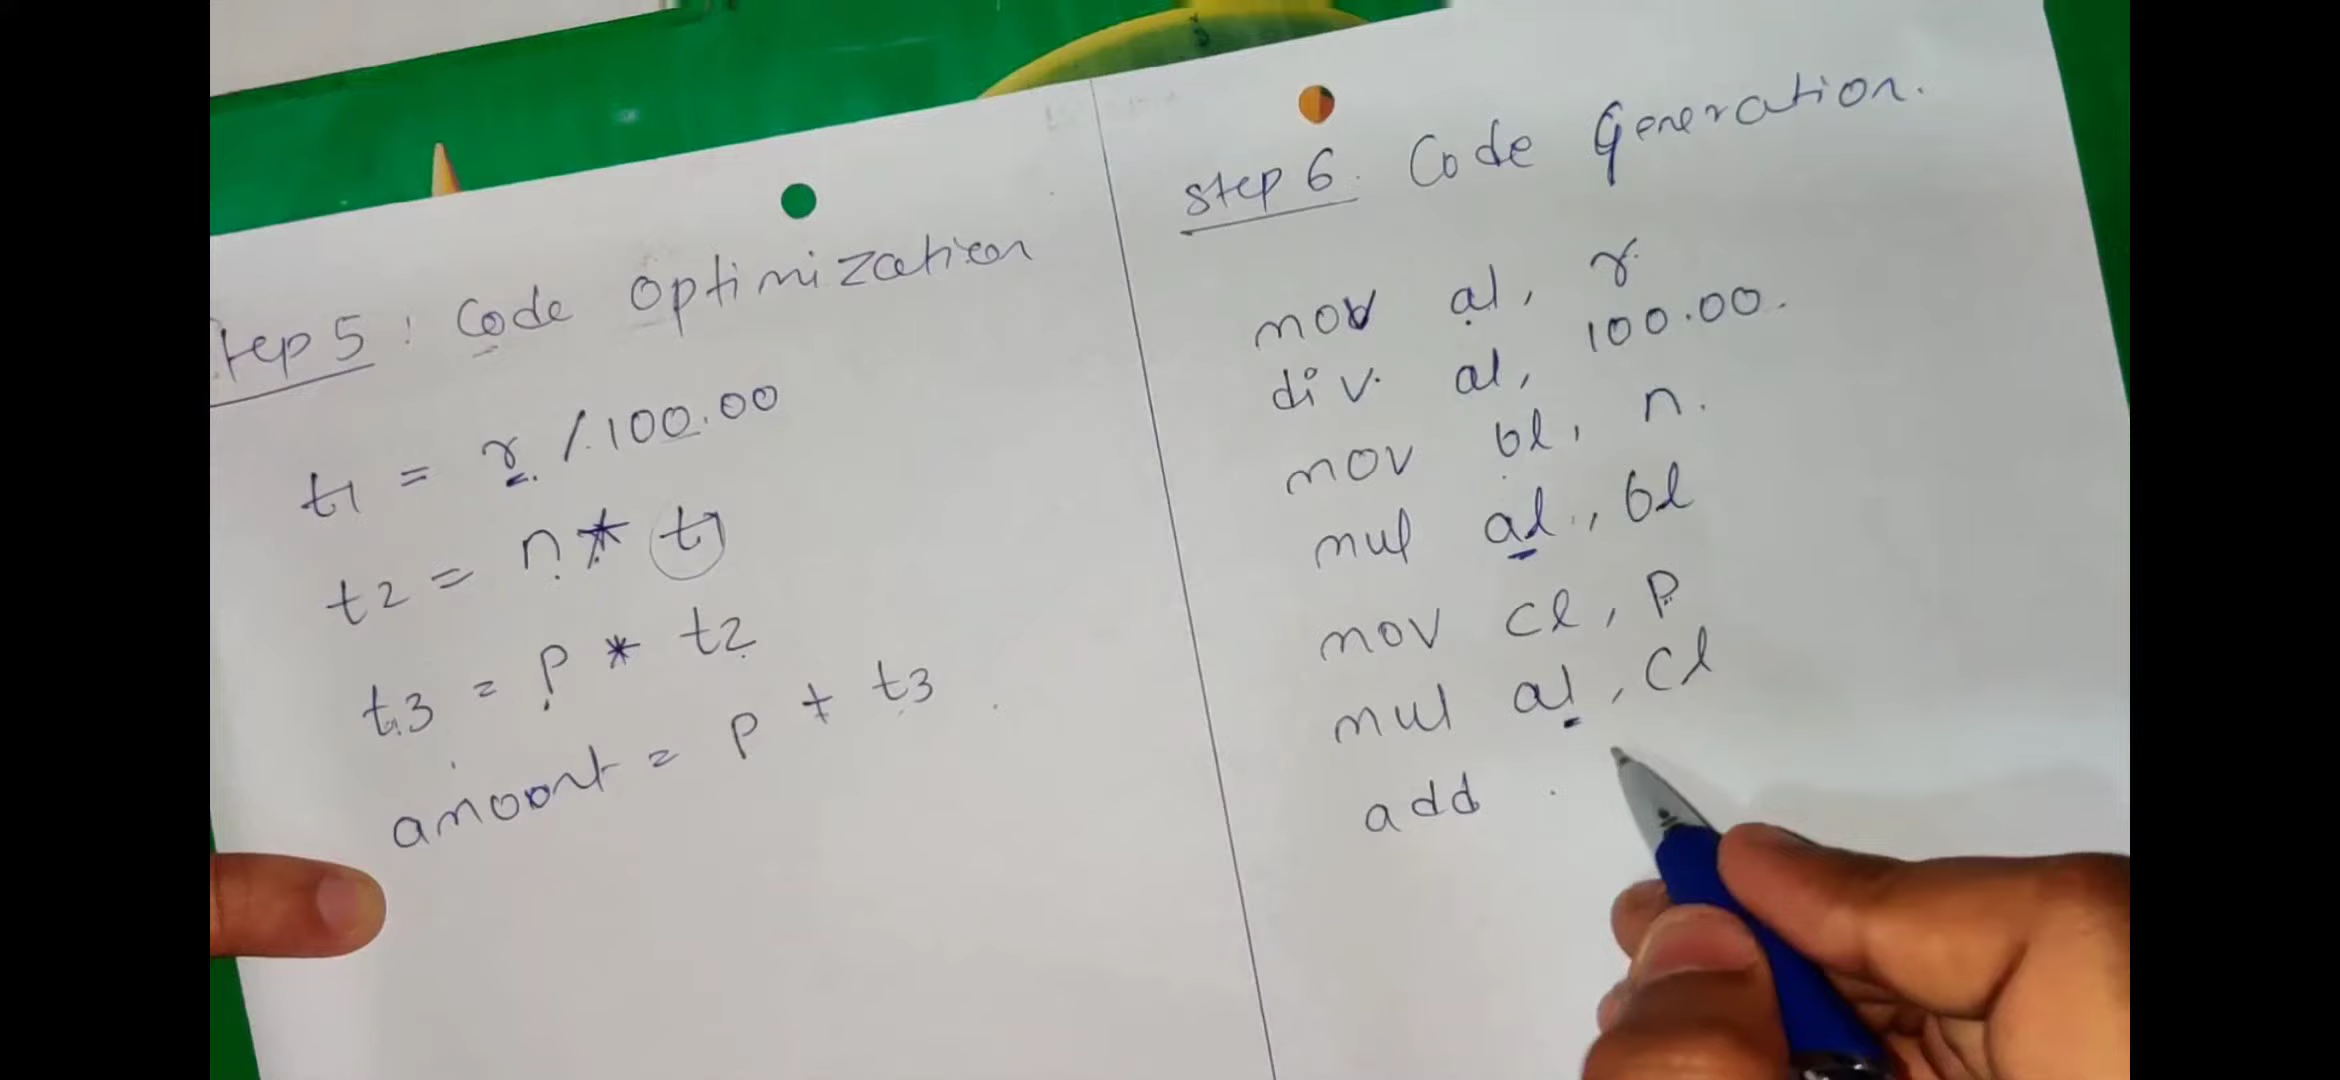 tep 5 : Code Optimization
t1 = r / 100.00
t2 = n * t1
t3 = p * t2
amount = p + t3
Step 6. Code Generation.
mov al, r
div. al, 100.00.
mov bl, n.
mul al, bl
mov cl, P
mul al, cl
add